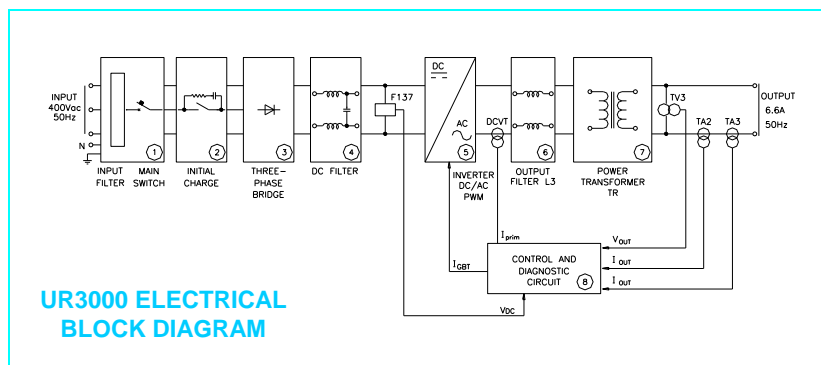 INPUT
400Vac
50Hz
N
1
INPUT
FILTER
MAIN
SWITCH
2
INITIAL
CHARGE
3
THREE-
PHASE
BRIDGE
4
DC FILTER
F137
DC
AC
5
INVERTER
DC/AC
PWM
DCVT
6
OUTPUT
FILTER L3
7
POWER
TRANSFORMER
TR
TV3
TA2
TA3
OUTPUT
6.6A
50Hz
Iprim
IGBT
CONTROL AND
DIAGNOSTIC
CIRCUIT
8
VOUT
I OUT
I OUT
VDC
UR3000 ELECTRICAL
BLOCK DIAGRAM